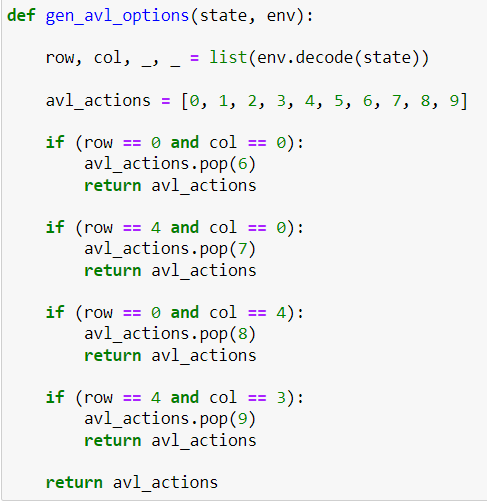 def gen_avl_options(state, env):
    row, col, _, _ = list(env.decode(state))
    avl_actions = [0, 1, 2, 3, 4, 5, 6, 7, 8, 9]
    if (row == 0 and col == 0):
        avl_actions.pop(6)
        return avl_actions
    if (row == 4 and col == 0):
        avl_actions.pop(7)
        return avl_actions
    if (row == 0 and col == 4):
        avl_actions.pop(8)
        return avl_actions
    if (row == 4 and col == 3):
        avl_actions.pop(9)
        return avl_actions
    return avl_actions